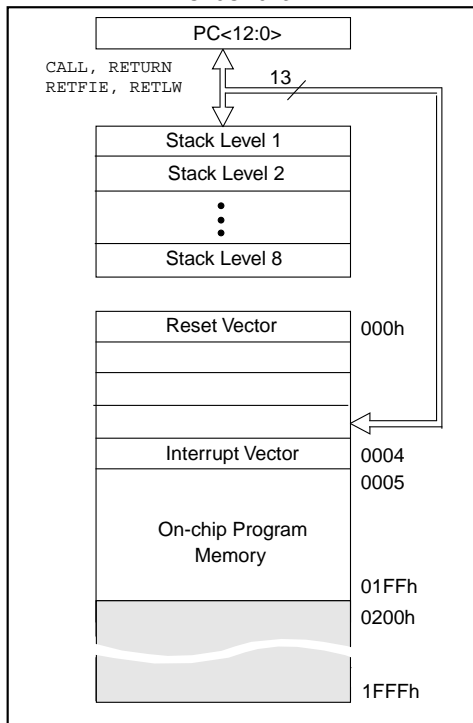 PC<12:0>
CALL, RETURN
RETFIE, RETLW
13
Stack Level 1
Stack Level 2
Stack Level 8
Reset Vector
000h
Interrupt Vector
0004
0005
On-chip Program
Memory
01FFh
0200h
1FFFh